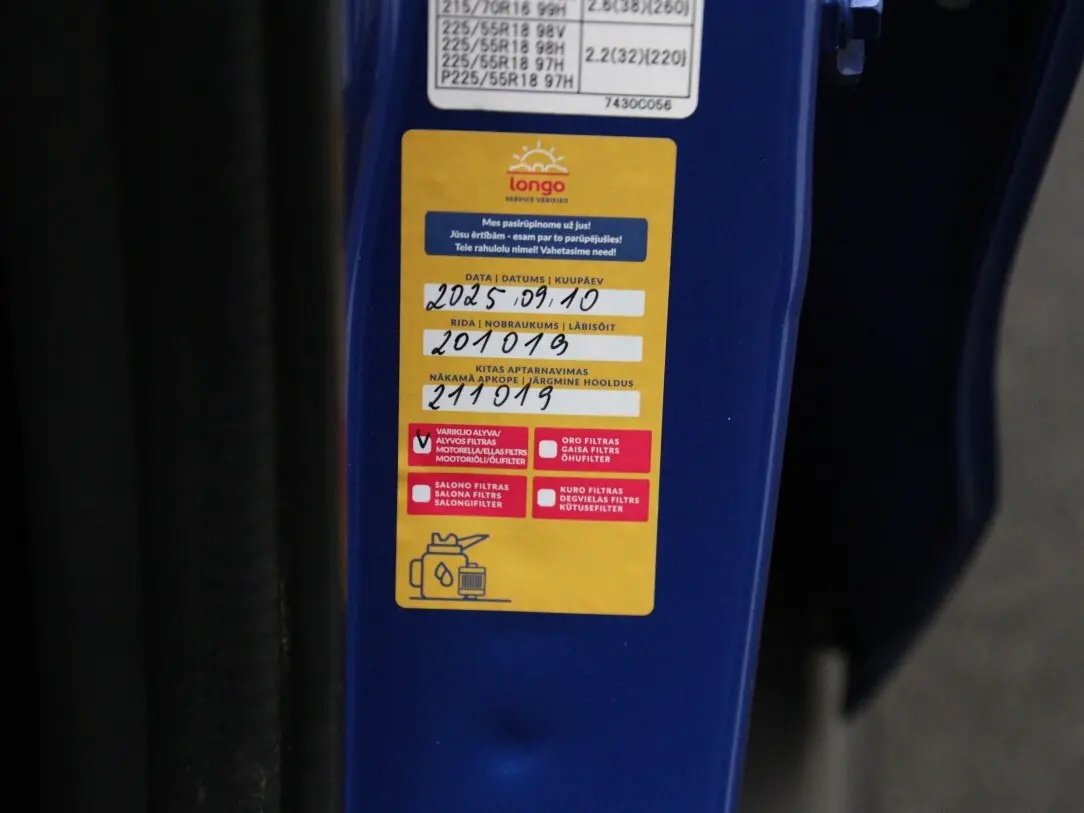 215/70R16 99H
2.6(38){260}
225/55R18 98V
225/55R18 98H
225/55R18 97H
P225/55R18 97H
2.2(32){220}
7430C056
longo
SERVICE VERIFIED
Mes pasirūpinome už jus!
Jūsu ērtībām - esam par to parūpējušies!
Teie rahulolu nimel! Vahetasime need!
DATA | DATUMS | KUUPÄEV
2025.09.10
RIDA | NOBRAUKUMS | LÄBISÕIT
201019
KITAS APTARNAVIMAS
NĀKAMĀ APKOPE | JÄRGMINE HOOLDUS
211019
V
VARIKLIO ALYVA/
ALYVOS FILTRAS
MOTOREĻĻA/EĻĻAS FILTRS
MOOTORIÕLI/ÕLIFILTER
ORO FILTRAS
GAISA FILTRS
ÕHUFILTER
SALONO FILTRAS
SALONA FILTRS
SALONGIFILTER
KURO FILTRAS
DEGVIELAS FILTRS
KÜTUSEFILTER